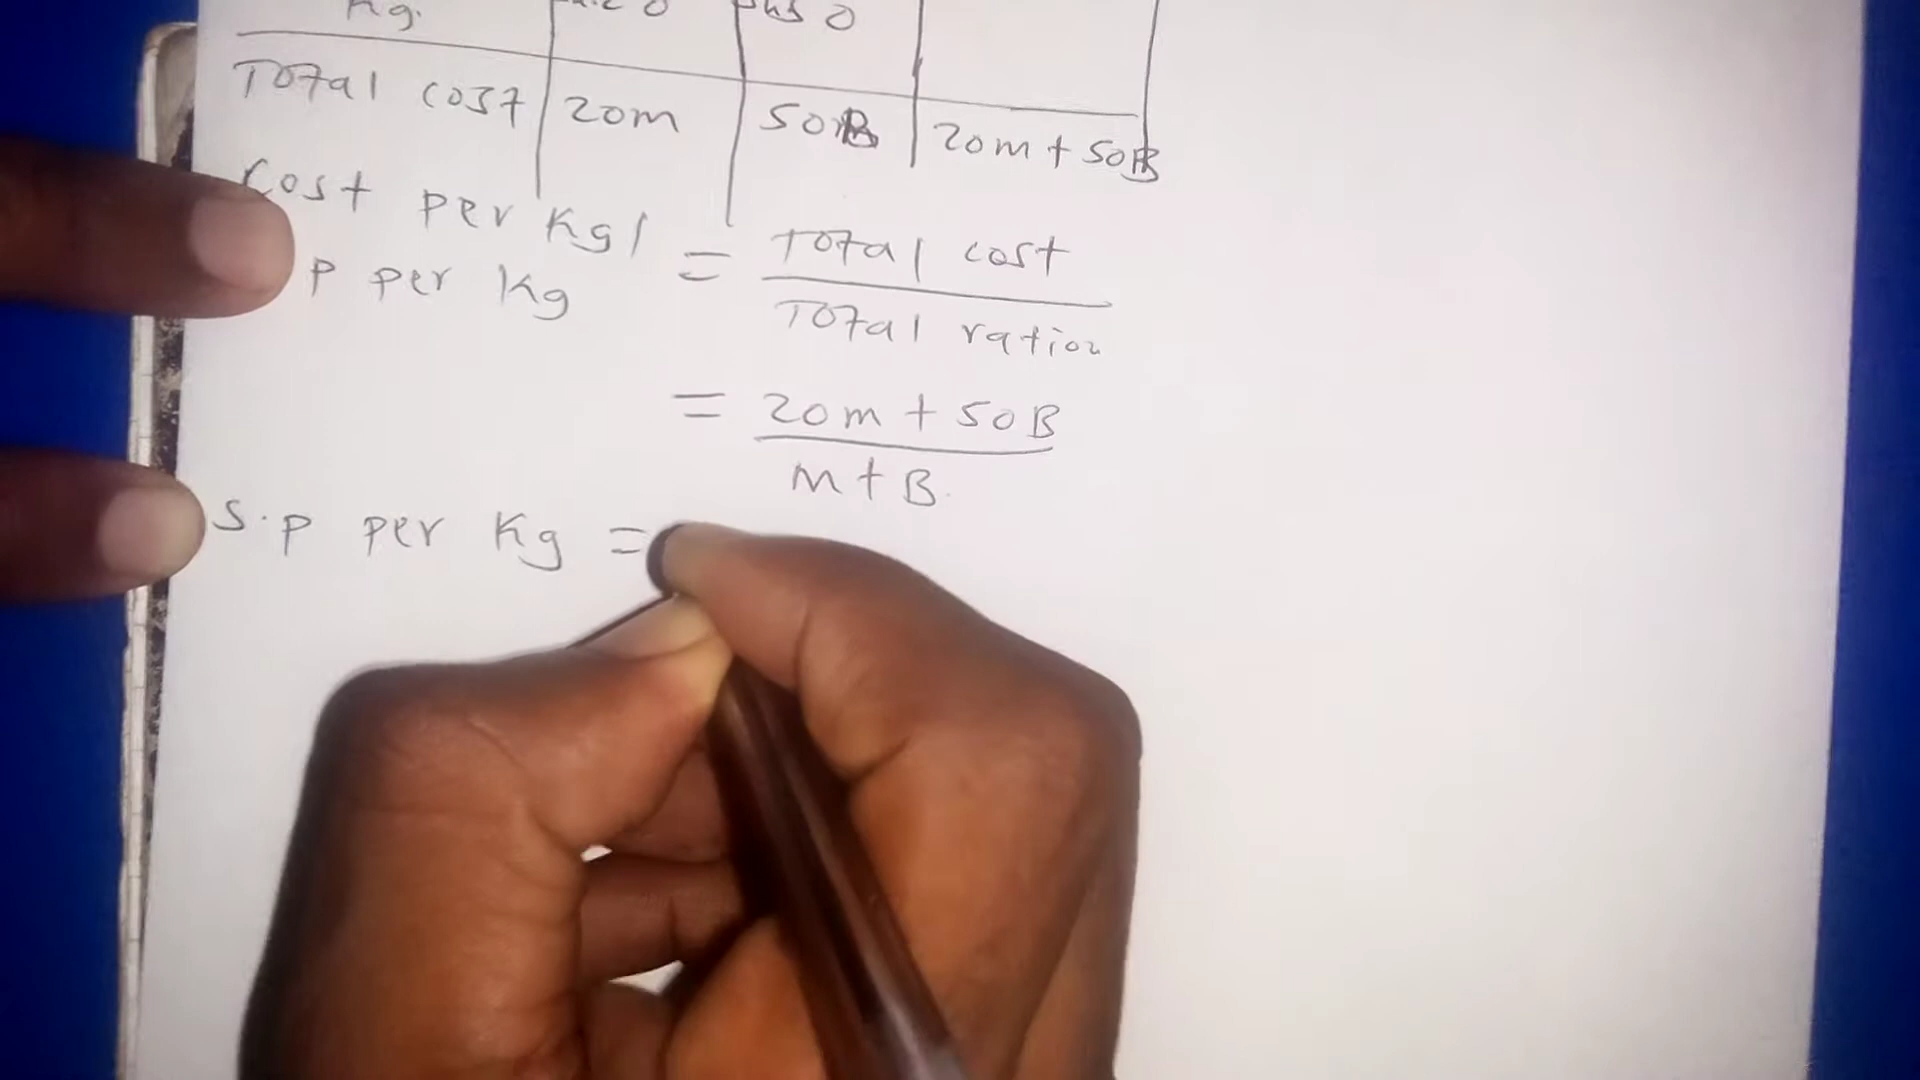 Kg.
Total cost 20m 50B 20m + 50B
Cost per Kg/
p per Kg
= Total cost
Total ration
= 20m + 50B
m + B.
S.p per Kg =